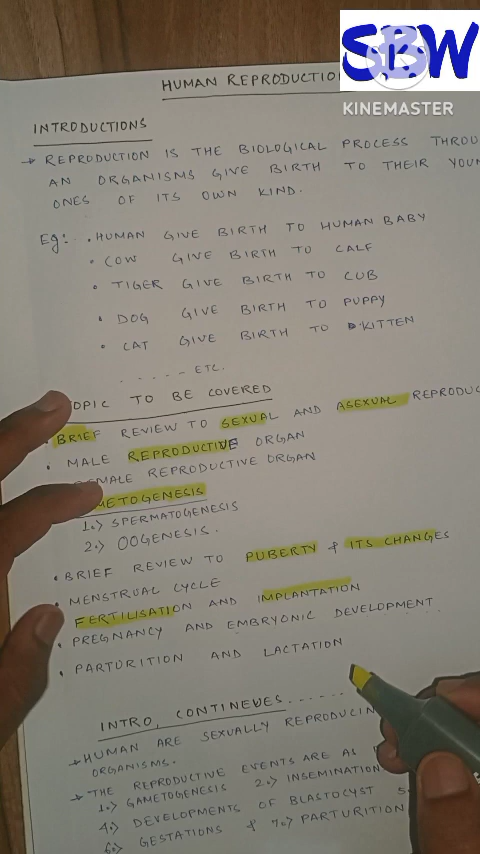 SBW
KINEMASTER
HUMAN REPRODUCTIO
INTRODUCTIONS
→ REPRODUCTION IS THE BIOLOGICAL PROCESS THROU
AN ORGANISMS GIVE BIRTH TO THEIR YOUN
ONES OF ITS OWN KIND.
Eg:- • HUMAN GIVE BIRTH TO HUMAN BABY
• COW GIVE BIRTH TO CALF
• TIGER GIVE BIRTH TO CUB
• DOG GIVE BIRTH TO PUPPY
• CAT GIVE BIRTH TO KITTEN
. . . . . - ETC.
OPIC TO BE COVERED
BRIEF REVIEW TO SEXUAL AND ASEXUAL REPRODUC
• MALE REPRODUCTIVE ORGAN
EMALE REPRODUCTIVE ORGAN
METOGENESIS
1.> SPERMATOGENESIS
2.> OOGENESIS.
• BRIEF REVIEW TO PUBERTY & ITS CHANGES
• MENSTRUAL CYCLE
FERTILISATION AND IMPLANTATION
• PREGNANCY AND EMBRYONIC DEVELOPMENT
• PARTURITION AND LACTATION
INTRO, CONTINEUES......
→ HUMAN ARE SEXUALLY REPRODUCIN
ORGANISMS.
→ THE REPRODUCTIVE EVENTS ARE AS
1.> GAMETOGENESIS 2.> INSEMINATION
4.> DEVELOPMENTS OF BLASTOCYST 5.
6.> GESTATIONS & 7.> PARTURITION